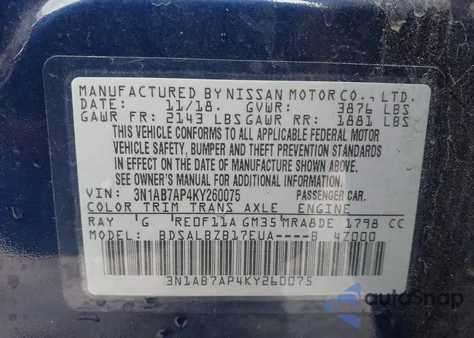 MANUFACTURED BY NISSAN MOTOR CO., LTD.
DATE: 11/18. GVWR: 3876 LBS
GAWR FR: 2143 LBS GAWR RR: 1881 LBS
THIS VEHICLE CONFORMS TO ALL APPLICABLE FEDERAL MOTOR
VEHICLE SAFETY, BUMPER AND THEFT PREVENTION STANDARDS
IN EFFECT ON THE DATE OF MANUFACTURE SHOWN ABOVE.
SEE OWNER'S MANUAL FOR ADDITIONAL INFORMATION.
VIN: 3N1AB7AP4KY260075 PASSENGER CAR.
COLOR TRIM TRANS AXLE ENGINE
RAY 'G 'RE0F11A GM35 'MRA8DE 1798 CC
MODEL: BDSALBZB17EUA----B 4Z000
3N1AB7AP4KY260075
autoSnap